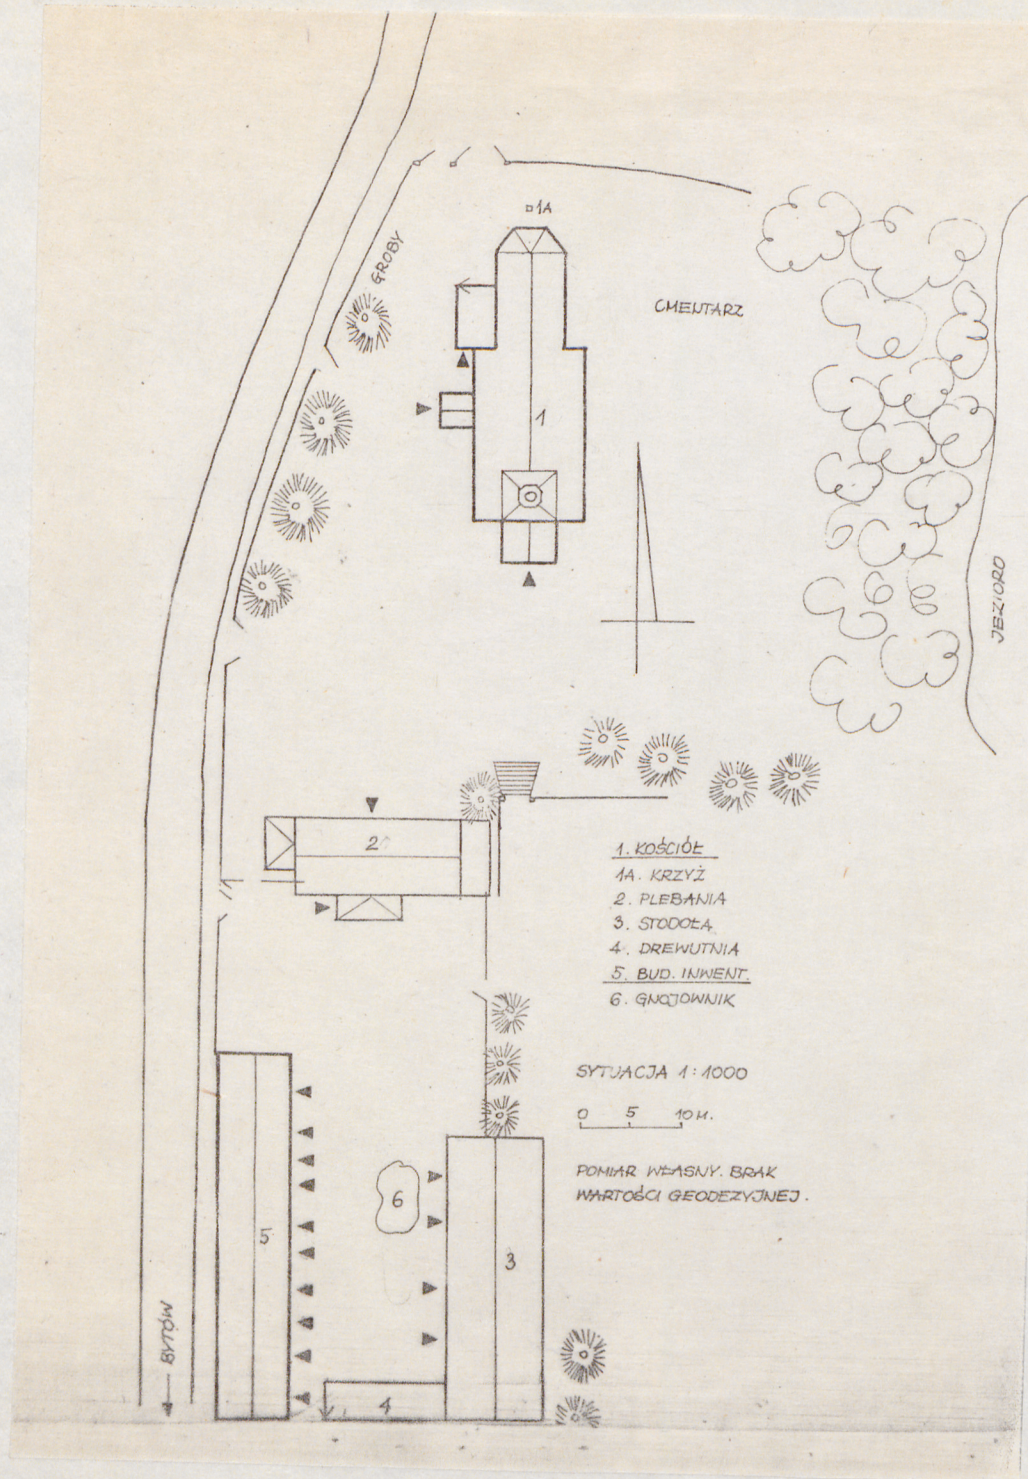 1A
GROBY
CMENTARZ
1
JEZIORO
2
1. KOŚCIÓŁ
1A. KRZYŻ
2. PLEBANIA
3. STODOŁA
4. DREWUTNIA
5. BUD. INWENT.
6. GNOJOWNIK
SYTUACJA 1:1000
0 5 10 M.
POMIAR WŁASNY. BRAK
WARTOŚCI GEODEZYJNEJ.
6
5
3
BYTÓW
4